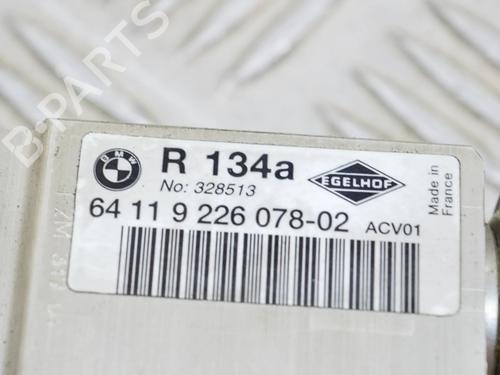 B-PARTS
BMW
R 134a
EGELHOF
No: 328513
64 11 9 226 078-02
ACV01
Made in
France